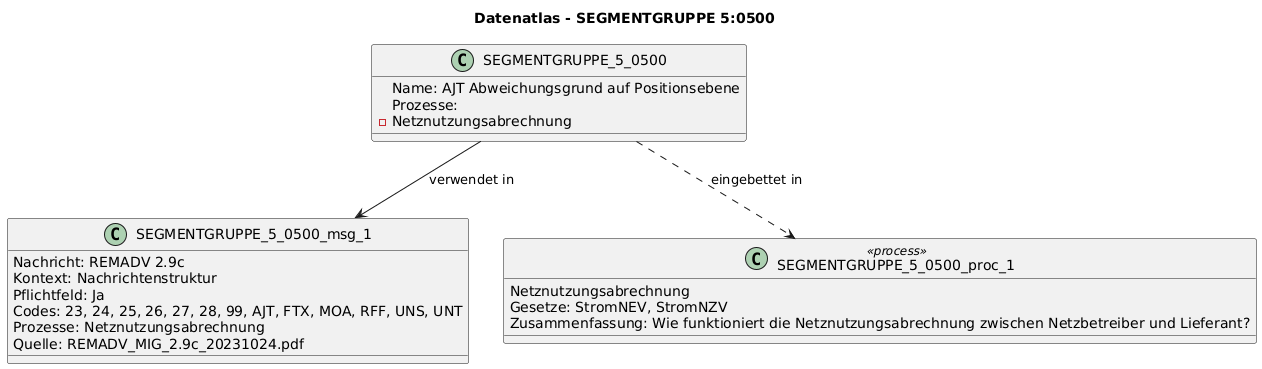 Datenatlas - SEGMENTGRUPPE 5:0500
C SEGMENTGRUPPE_5_0500
Name: AJT Abweichungsgrund auf Positionsebene
Prozesse:
Netznutzungsabrechnung
verwendet in
eingebettet in
C SEGMENTGRUPPE_5_0500_msg_1
Nachricht: REMADV 2.9c
Kontext: Nachrichtenstruktur
Pflichtfeld: Ja
Codes: 23, 24, 25, 26, 27, 28, 99, AJT, FTX, MOA, RFF, UNS, UNT
Prozesse: Netznutzungsabrechnung
Quelle: REMADV_MIG_2.9c_20231024.pdf
«process»
C SEGMENTGRUPPE_5_0500_proc_1
Netznutzungsabrechnung
Gesetze: StromNEV, StromNZV
Zusammenfassung: Wie funktioniert die Netznutzungsabrechnung zwischen Netzbetreiber und Lieferant?